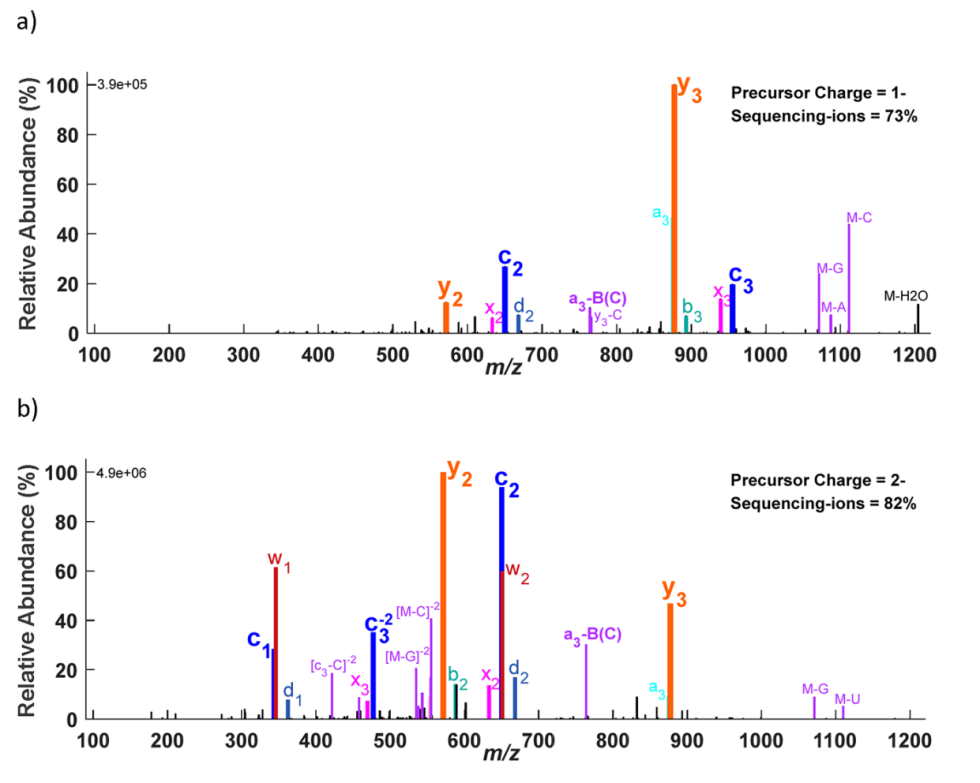 a)
Relative Abundance (%)
100
80
60
40
20
0
3.9e+05
Precursor Charge = 1-
Sequencing-ions = 73%
y2
x2
c2
d2
a3-B(C)
y3-C
a3
y3
b3
x3
c3
M-G
M-A
M-C
M-H2O
100 200 300 400 500 600 700 800 900 1000 1100 1200
m/z
b)
Relative Abundance (%)
100
80
60
40
20
0
4.9e+06
Precursor Charge = 2-
Sequencing-ions = 82%
c1
w1
d1
[c3-C]-2
x3
c3-2
[M-G]-2
[M-C]-2
y2
b2
x2
c2
w2
d2
a3-B(C)
a3
y3
M-G
M-U
100 200 300 400 500 600 700 800 900 1000 1100 1200
m/z